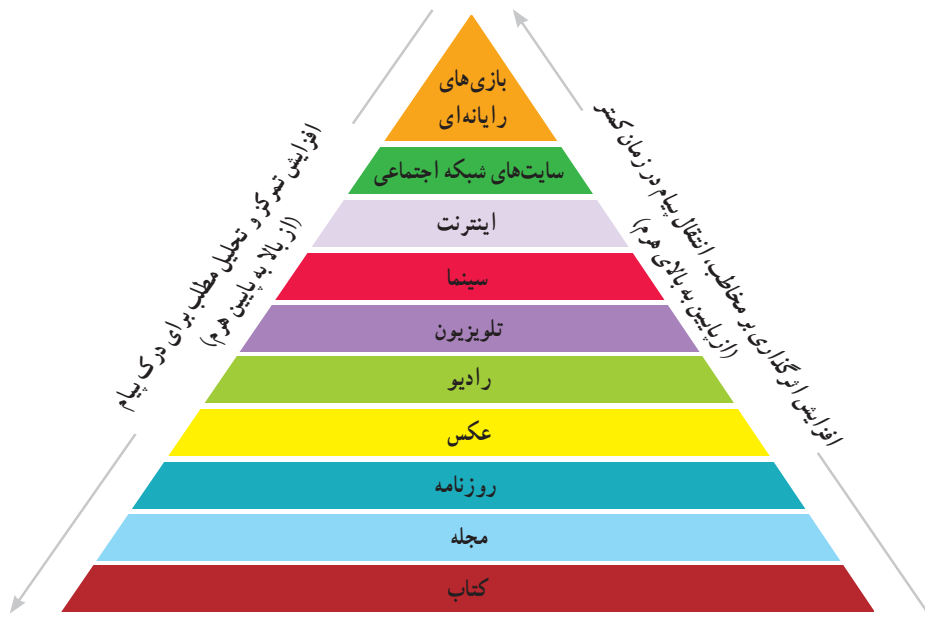 بازی‌های
رایانه‌ای
سایت‌های شبکه اجتماعی
اینترنت
سینما
تلویزیون
رادیو
عکس
روزنامه
مجله
کتاب
افزایش اثرگذاری بر مخاطب، انتقال پیام در زمان کمتر
(از پایین به بالای هرم)
افزایش تمرکز و تحلیل مطلب برای درک پیام
(از بالا به پایین هرم)